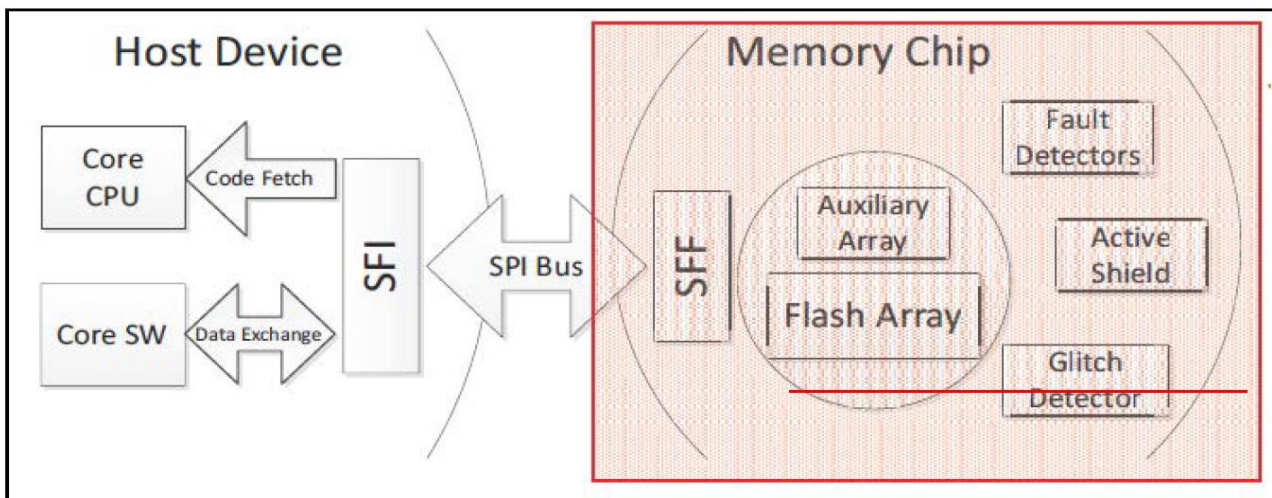 Host Device
Memory Chip
Core
CPU
Code Fetch
SFI
Core SW
Data Exchange
SPI Bus
SFF
Auxiliary
Array
Flash Array
Fault
Detectors
Active
Shield
Glitch
Detector